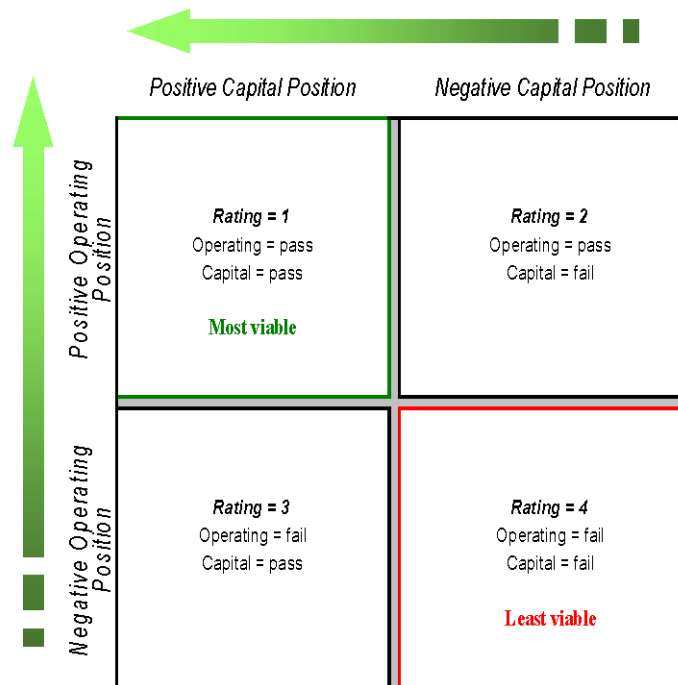 Positive Capital Position
Negative Capital Position
Positive Operating
Position
Rating = 1
Operating = pass
Capital = pass
Most viable
Rating = 2
Operating = pass
Capital = fail
Negative Operating
Position
Rating = 3
Operating = fail
Capital = pass
Rating = 4
Operating = fail
Capital = fail
Least viable